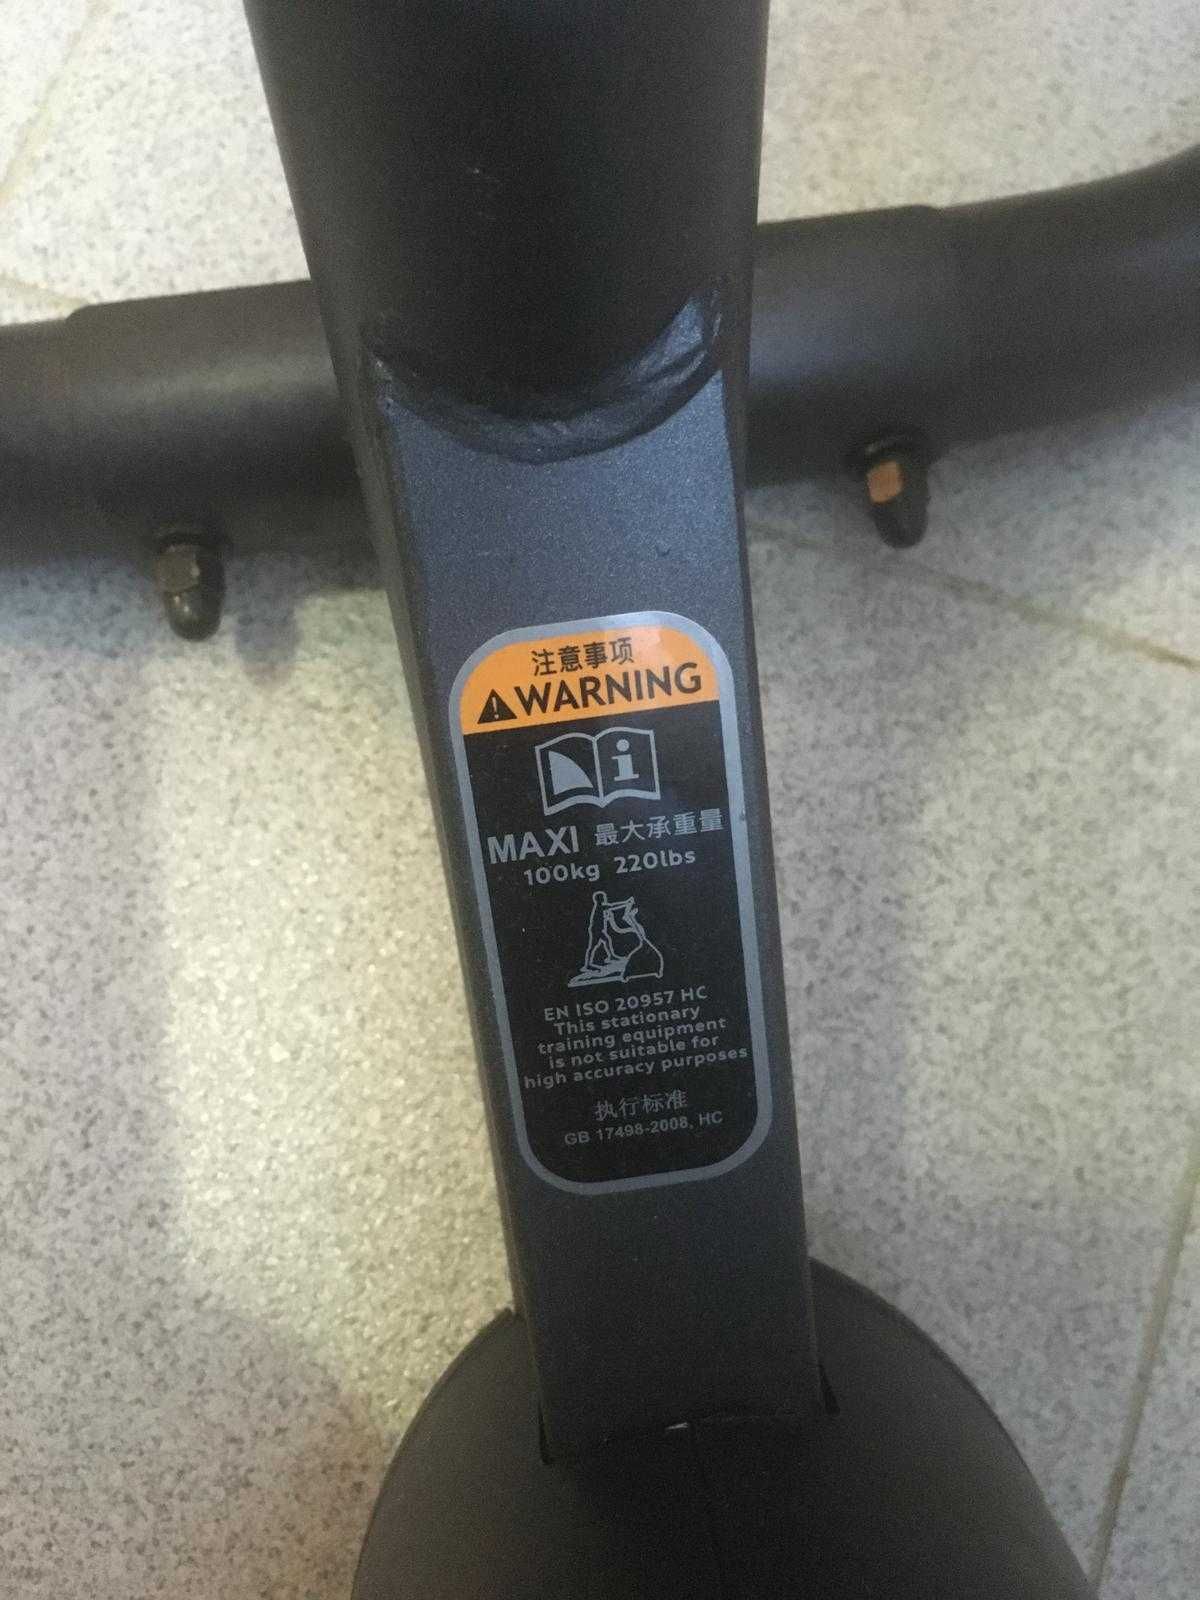 注意事项
WARNING
MAXI 最大承重量
100kg 220lbs
EN ISO 20957 HC
This stationary
training equipment
is not suitable for
high accuracy purposes
执行标准
GB 17498-2008, HC